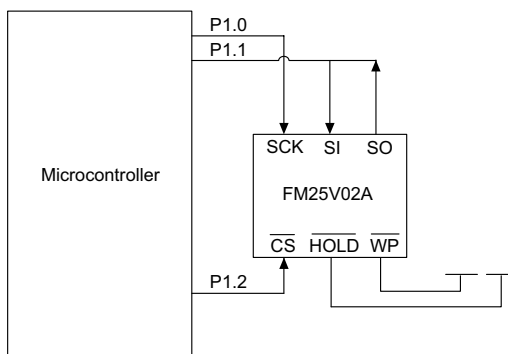 P1.0
P1.1
SCK SI SO
Microcontroller
FM25V02A
CS HOLD WP
P1.2